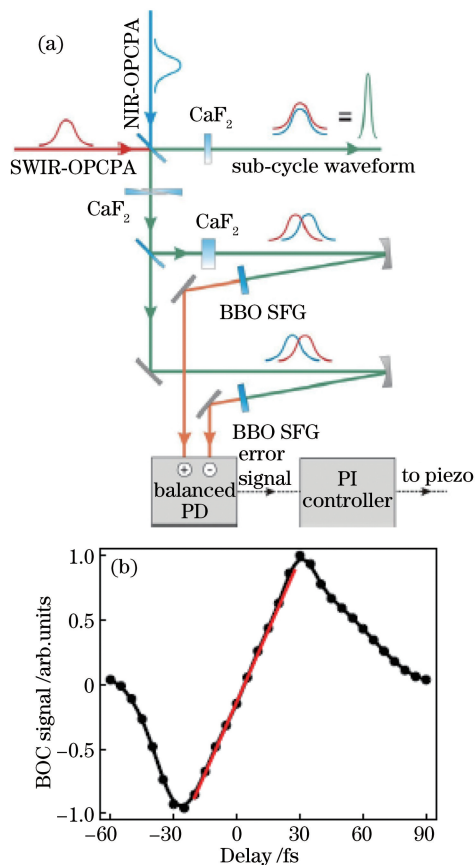 (a)
NIR-OPCPA
CaF2
SWIR-OPCPA
=
sub-cycle waveform
CaF2
CaF2
BBO SFG
BBO SFG
+ −
balanced
PD
error
signal
PI
controller
to piezo
(b)
BOC signal /arb.units
1.0
0.5
0
−0.5
−1.0
−60 −30 0 30 60 90
Delay /fs